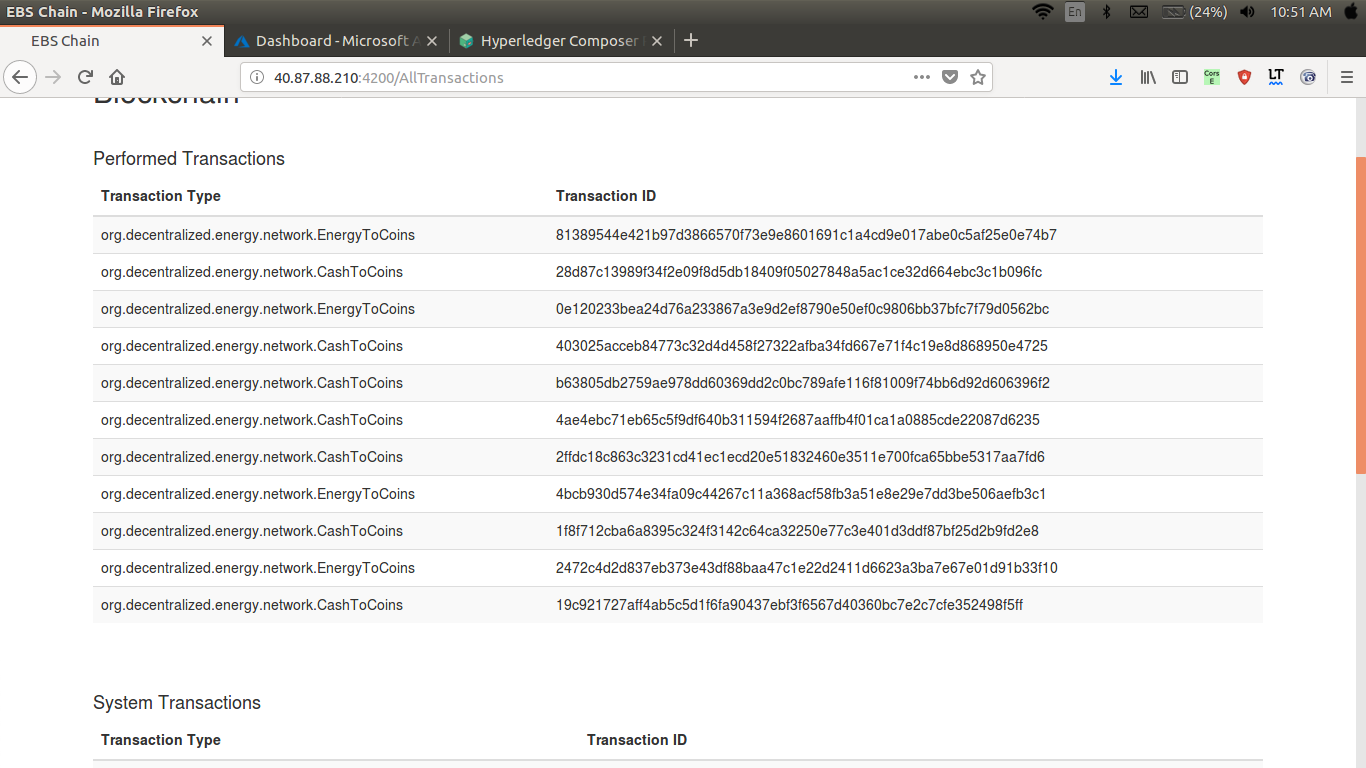 EBS Chain - Mozilla Firefox
En
(24%)
10:51 AM
EBS Chain
Dashboard - Microsoft A
Hyperledger Composer
40.87.88.210:4200/AllTransactions
Cors E
LT
Blockchain
Performed Transactions
Transaction Type Transaction ID
org.decentralized.energy.network.EnergyToCoins 81389544e421b97d3866570f73e9e8601691c1a4cd9e017abe0c5af25e0e74b7
org.decentralized.energy.network.CashToCoins 28d87c13989f34f2e09f8d5db18409f05027848a5ac1ce32d664ebc3c1b096fc
org.decentralized.energy.network.EnergyToCoins 0e120233bea24d76a233867a3e9d2ef8790e50ef0c9806bb37bfc7f79d0562bc
org.decentralized.energy.network.CashToCoins 403025acceb84773c32d4d458f27322afba34fd667e71f4c19e8d868950e4725
org.decentralized.energy.network.CashToCoins b63805db2759ae978dd60369dd2c0bc789afe116f81009f74bb6d92d606396f2
org.decentralized.energy.network.CashToCoins 4ae4ebc71eb65c5f9df640b311594f2687aaffb4f01ca1a0885cde22087d6235
org.decentralized.energy.network.CashToCoins 2ffdc18c863c3231cd41ec1ecd20e51832460e3511e700fca65bbe5317aa7fd6
org.decentralized.energy.network.EnergyToCoins 4bcb930d574e34fa09c44267c11a368acf58fb3a51e8e29e7dd3be506aefb3c1
org.decentralized.energy.network.CashToCoins 1f8f712cba6a8395c324f3142c64ca32250e77c3e401d3ddf87bf25d2b9fd2e8
org.decentralized.energy.network.EnergyToCoins 2472c4d2d837eb373e43df88baa47c1e22d2411d6623a3ba7e67e01d91b33f10
org.decentralized.energy.network.CashToCoins 19c921727aff4ab5c5d1f6fa90437ebf3f6567d40360bc7e2c7cfe352498f5ff
System Transactions
Transaction Type Transaction ID